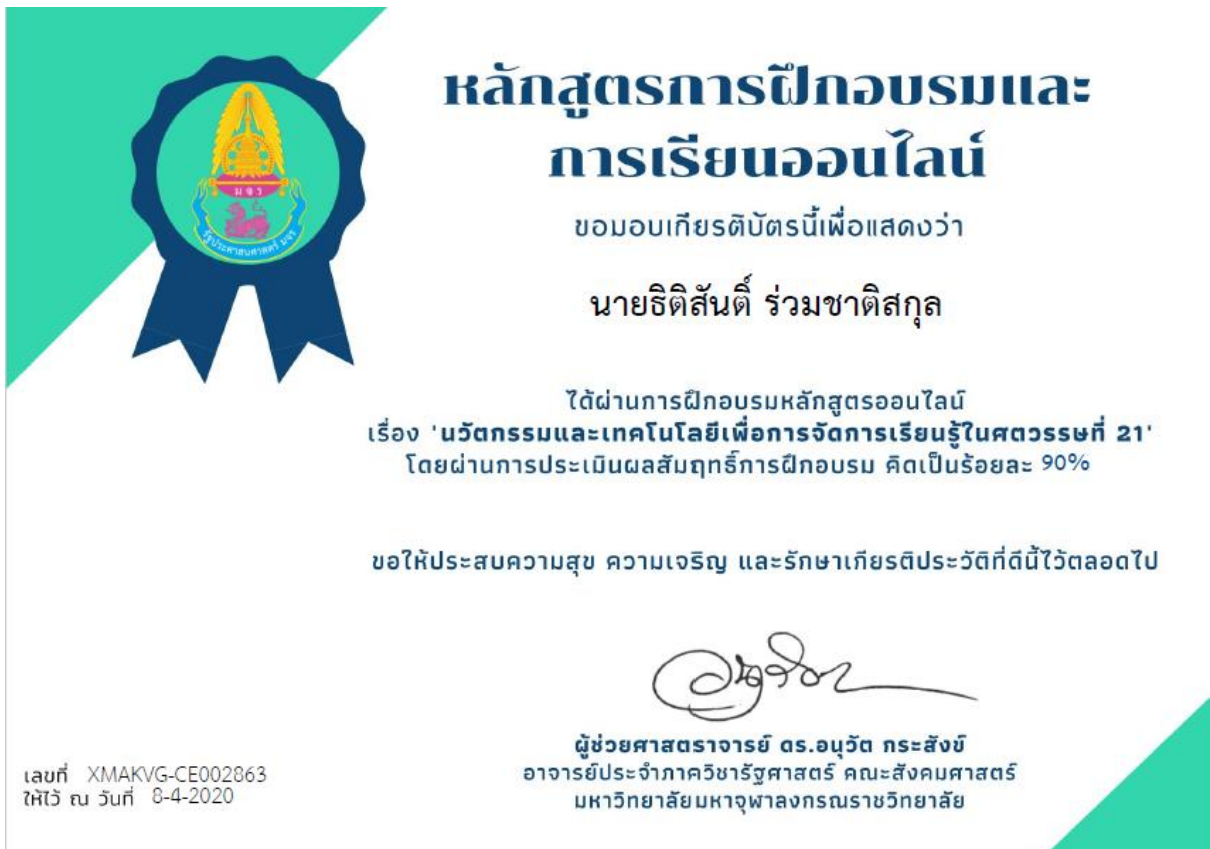 หลักสูตรการฝึกอบรมและ
การเรียนออนไลน์
ขอมอบเกียรติบัตรนี้เพื่อแสดงว่า
นายธิติสันติ์ ร่วมชาติสกุล
ได้ผ่านการฝึกอบรมหลักสูตรออนไลน์
เรื่อง 'นวัตกรรมและเทคโนโลยีเพื่อการจัดการเรียนรู้ในศตวรรษที่ 21'
โดยผ่านการประเมินผลสัมฤทธิ์การฝึกอบรม คิดเป็นร้อยละ 90%
ขอให้ประสบความสุข ความเจริญ และรักษาเกียรติประวัติที่ดีนี้ไว้ตลอดไป
ผู้ช่วยศาสตราจารย์ ดร.อนุวัต กระสังข์
อาจารย์ประจำภาควิชารัฐศาสตร์ คณะสังคมศาสตร์
มหาวิทยาลัยมหาจุฬาลงกรณราชวิทยาลัย
เลขที่ XMAKVG-CE002863
ให้ไว้ ณ วันที่ 8-4-2020
มจร